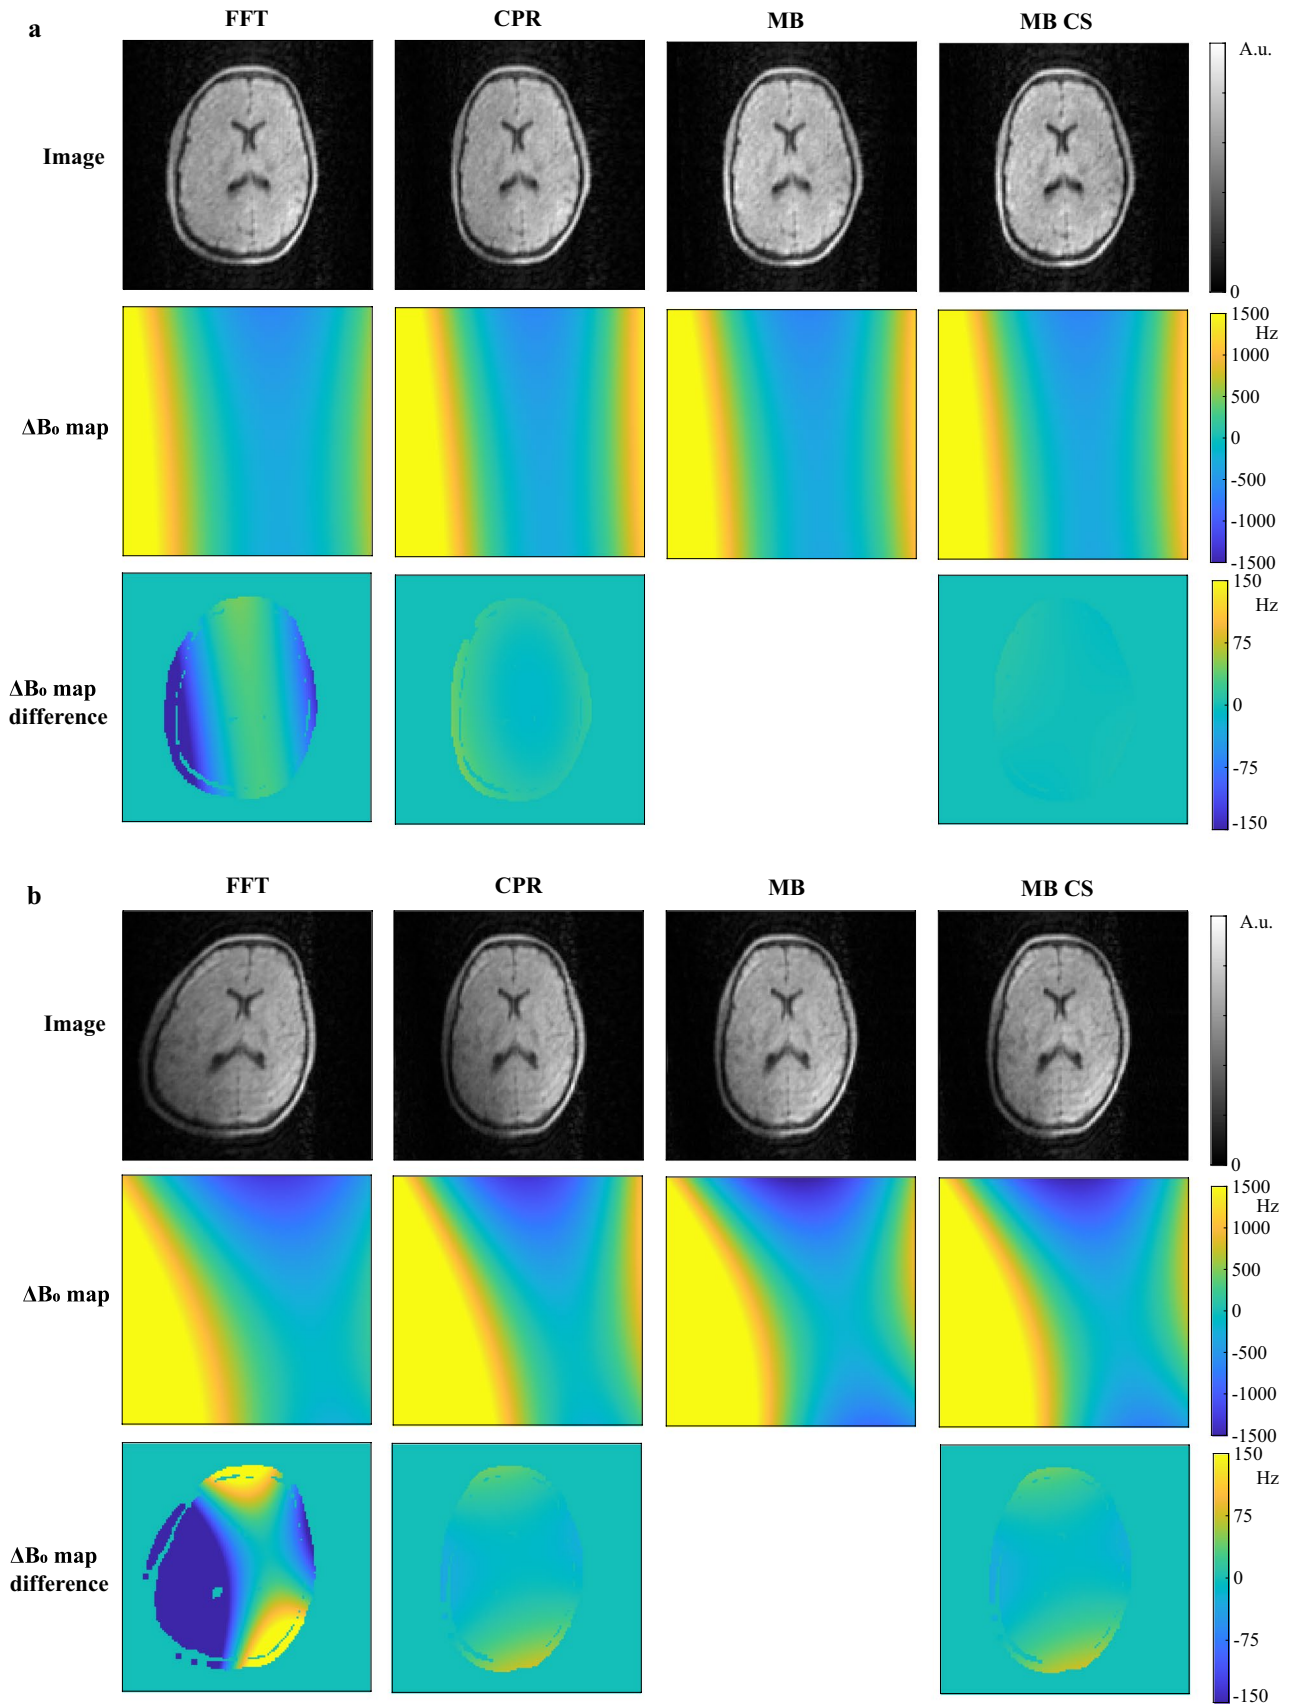 a
FFT
CPR
MB
MB CS
Image
A.u.
0
ΔB₀ map
1500
Hz
1000
500
0
-500
-1000
-1500
ΔB₀ map
difference
150
Hz
75
0
-75
-150
b
FFT
CPR
MB
MB CS
Image
A.u.
0
ΔB₀ map
1500
Hz
1000
500
0
-500
-1000
-1500
ΔB₀ map
difference
150
Hz
75
0
-75
-150